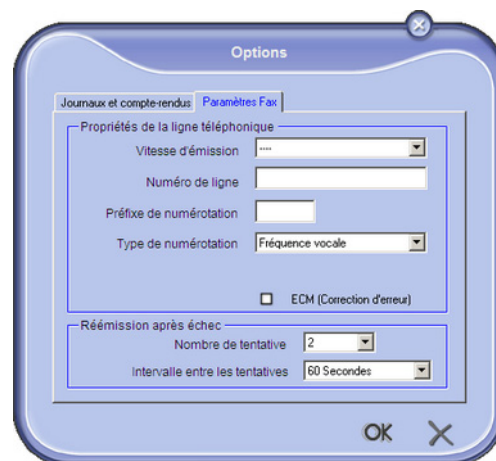 Options
Journaux et compte-rendus Paramètres Fax
Propriétés de la ligne téléphonique
Vitesse d'émission ----
Numéro de ligne
Préfixe de numérotation
Type de numérotation Fréquence vocale
ECM (Correction d'erreur)
Réémission après échec
Nombre de tentative 2
Intervalle entre les tentatives 60 Secondes
OK